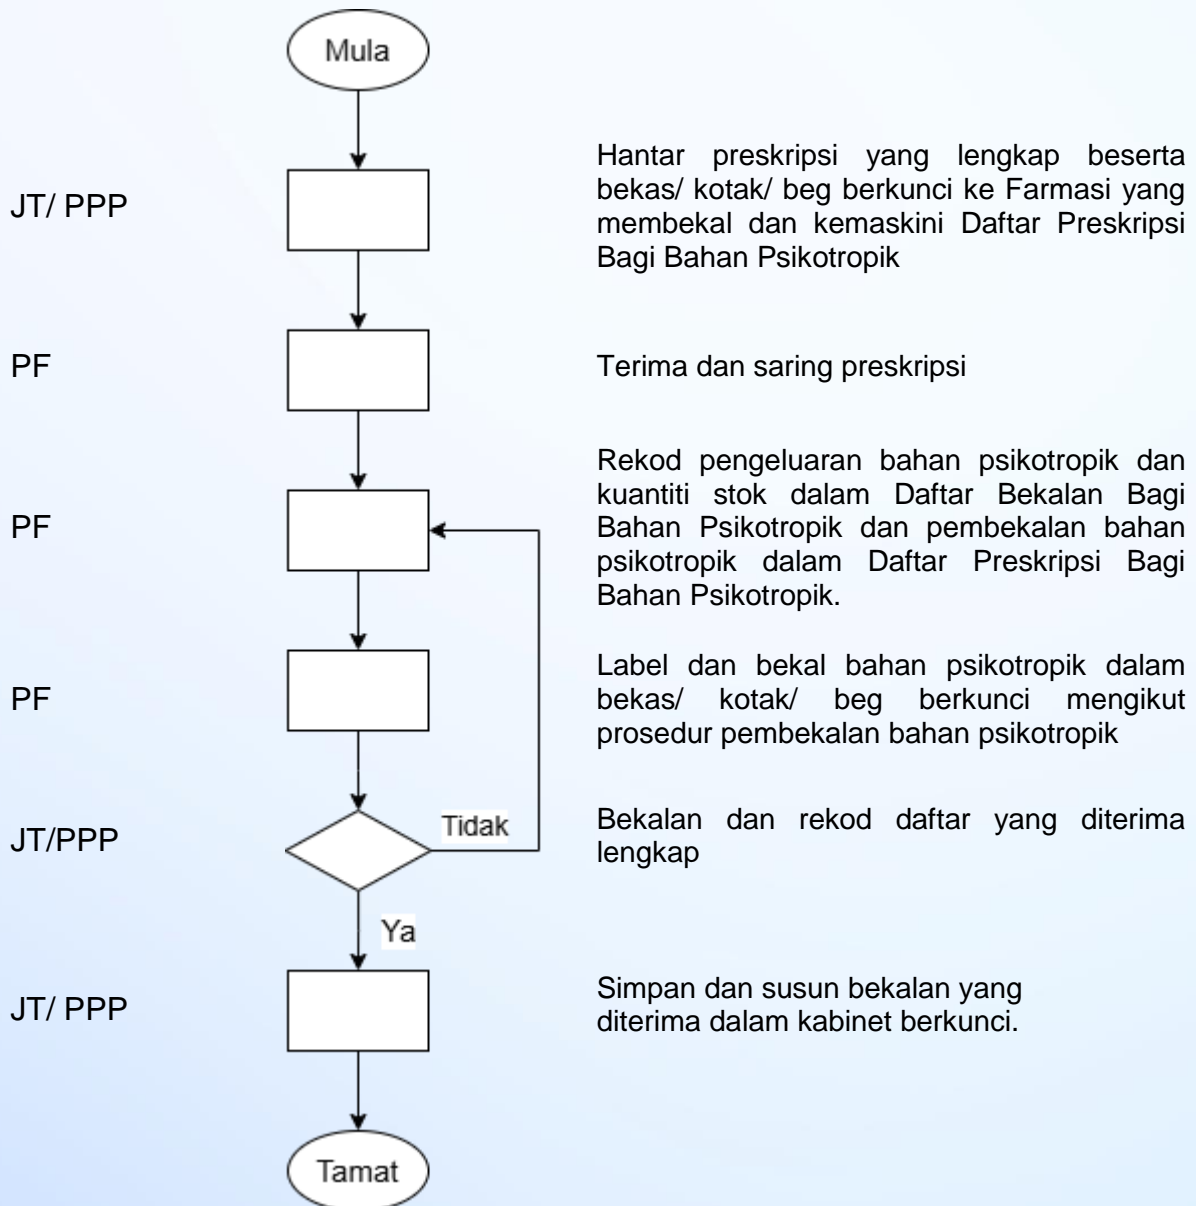 Mula
JT/ PPP
Hantar preskripsi yang lengkap beserta
bekas/ kotak/ beg berkunci ke Farmasi yang
membekal dan kemaskini Daftar Preskripsi
Bagi Bahan Psikotropik
PF
Terima dan saring preskripsi
PF
Rekod pengeluaran bahan psikotropik dan
kuantiti stok dalam Daftar Bekalan Bagi
Bahan Psikotropik dan pembekalan bahan
psikotropik dalam Daftar Preskripsi Bagi
Bahan Psikotropik.
PF
Label dan bekal bahan psikotropik dalam
bekas/ kotak/ beg berkunci mengikut
prosedur pembekalan bahan psikotropik
JT/PPP
Tidak
Bekalan dan rekod daftar yang diterima
lengkap
Ya
JT/ PPP
Simpan dan susun bekalan yang
diterima dalam kabinet berkunci.
Tamat